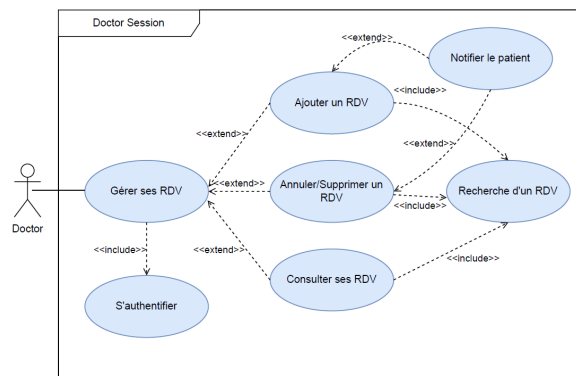 Doctor Session
<<extend>>
Notifier le patient
Ajouter un RDV
<<include>>
<<extend>>
<<extend>>
Gérer ses RDV
<<extend>>
Annuler/Supprimer un
RDV
<<include>>
Recherche d'un RDV
Doctor
<<include>>
<<extend>>
<<include>>
Consulter ses RDV
S'authentifier